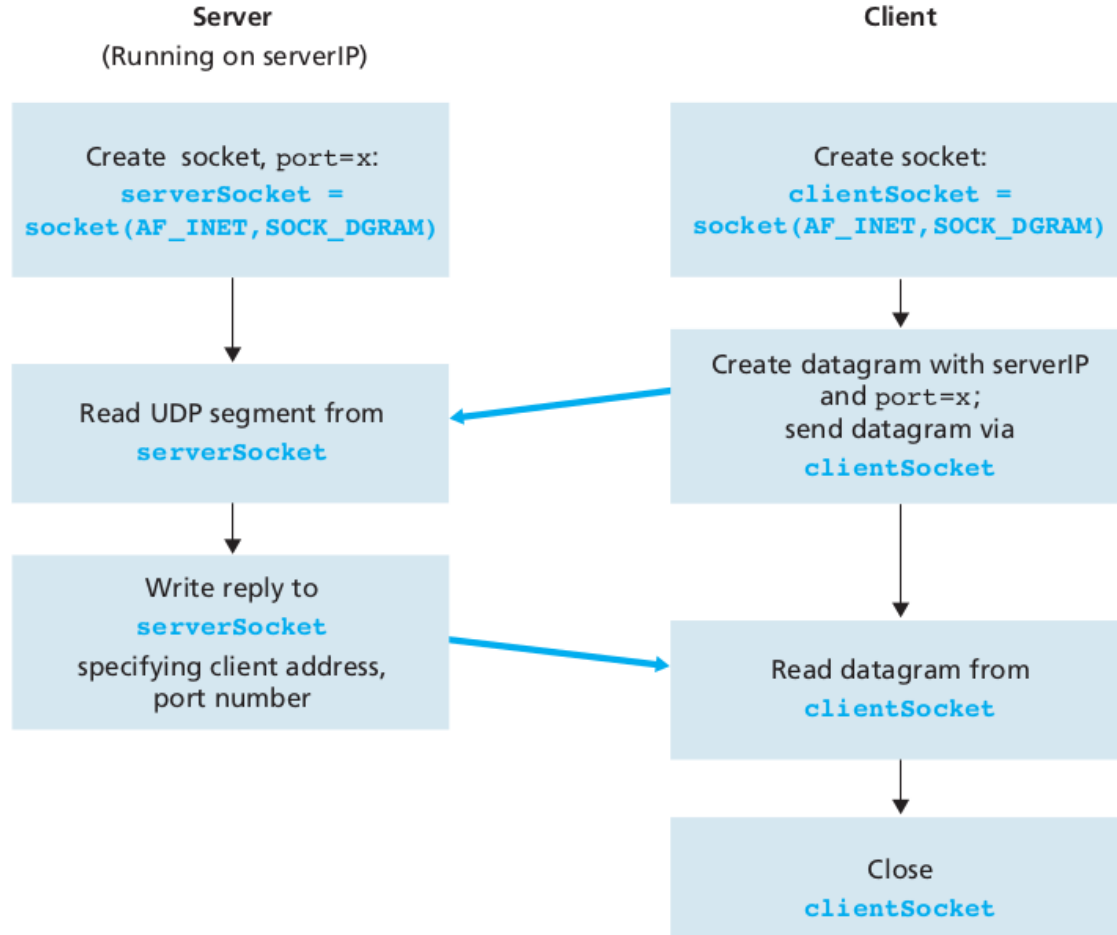 Server
(Running on serverIP)
Create socket, port=x:
serverSocket =
socket(AF_INET,SOCK_DGRAM)
Read UDP segment from
serverSocket
Write reply to
serverSocket
specifying client address,
port number
Client
Create socket:
clientSocket =
socket(AF_INET,SOCK_DGRAM)
Create datagram with serverIP
and port=x;
send datagram via
clientSocket
Read datagram from
clientSocket
Close
clientSocket